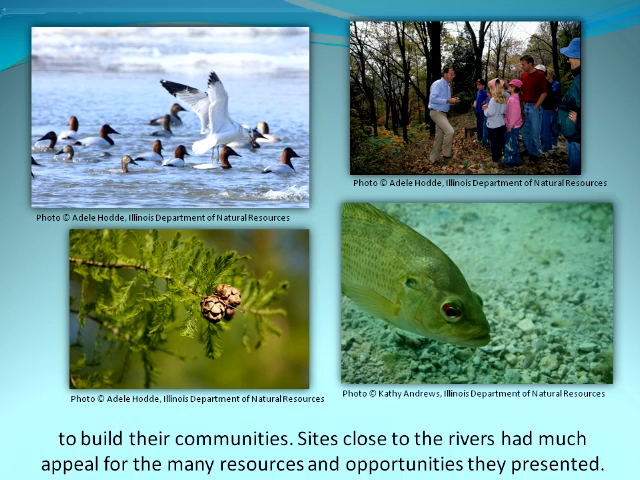 Photo © Adele Hodde, Illinois Department of Natural Resources
Photo © Adele Hodde, Illinois Department of Natural Resources
Photo © Adele Hodde, Illinois Department of Natural Resources
Photo © Kathy Andrews, Illinois Department of Natural Resources
to build their communities. Sites close to the rivers had much
appeal for the many resources and opportunities they presented.